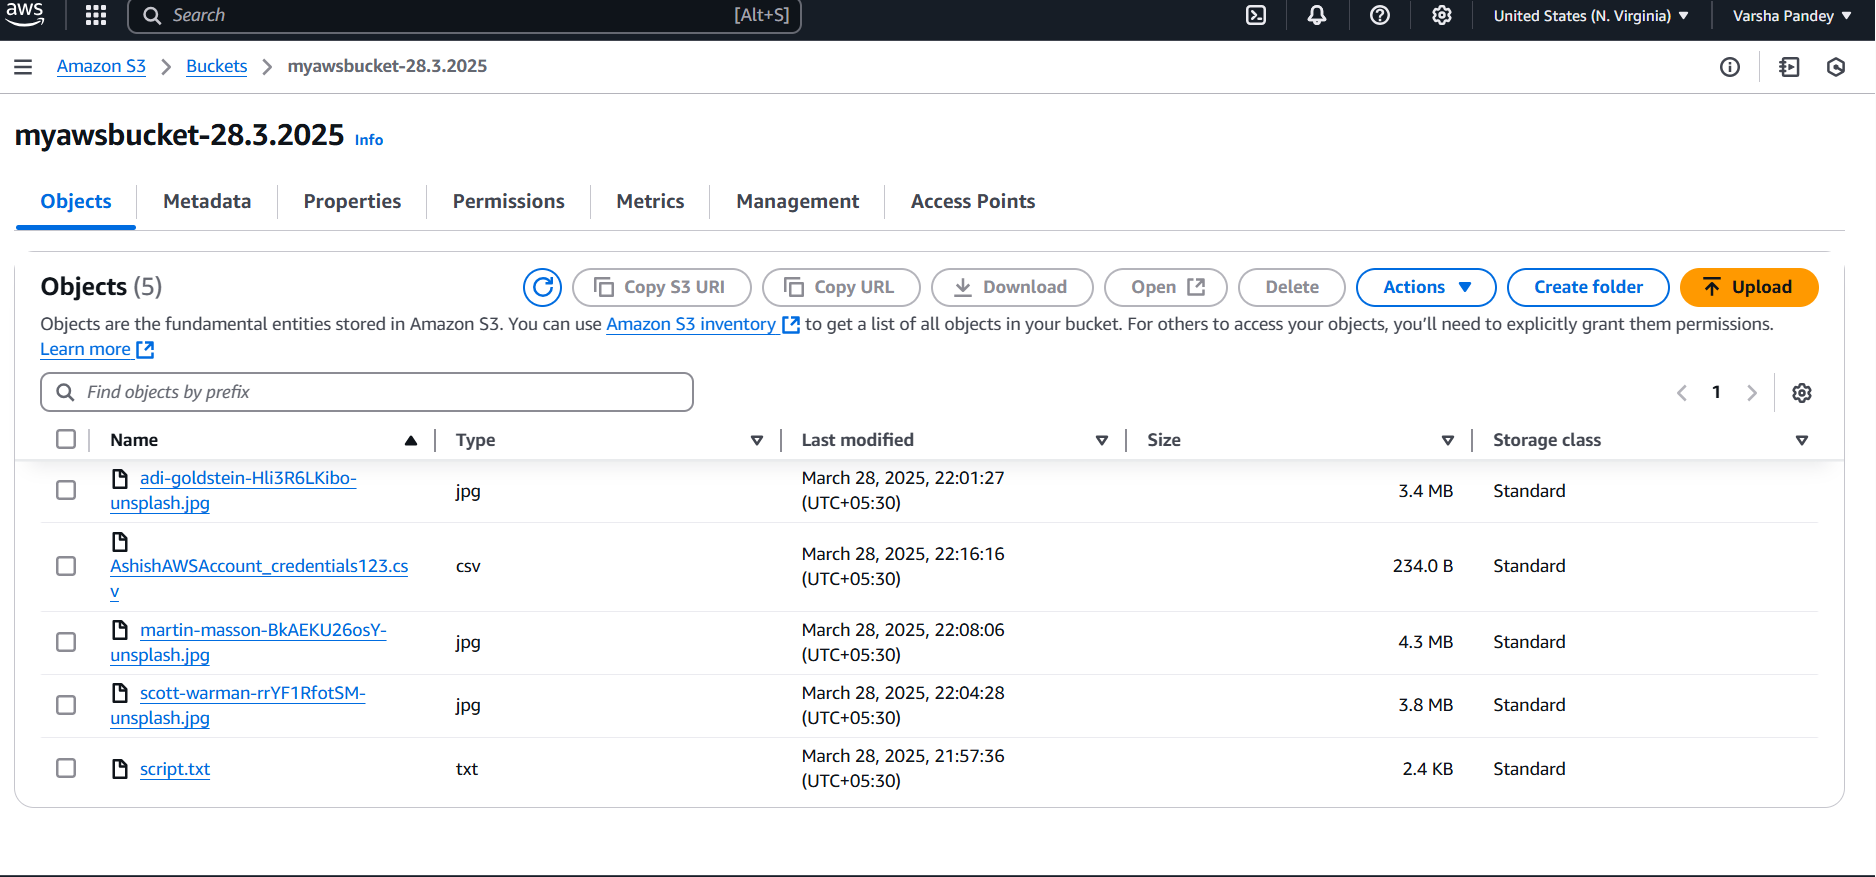 aws
Search [Alt+S] United States (N. Virginia) Varsha Pandey
Amazon S3 Buckets myawsbucket-28.3.2025
myawsbucket-28.3.2025 Info
Objects Metadata Properties Permissions Metrics Management Access Points
Objects (5) Copy S3 URI Copy URL Download Open Delete Actions Create folder Upload
Objects are the fundamental entities stored in Amazon S3. You can use Amazon S3 inventory to get a list of all objects in your bucket. For others to access your objects, you'll need to explicitly grant them permissions.
Learn more
Find objects by prefix 1
Name Type Last modified Size Storage class
adi-goldstein-Hli3R6LKibo-
unsplash.jpg
jpg
March 28, 2025, 22:01:27
(UTC+05:30)
3.4 MB
Standard
AshishAWSAccount_credentials123.cs
v
csv
March 28, 2025, 22:16:16
(UTC+05:30)
234.0 B
Standard
martin-masson-BkAEKU26osY-
unsplash.jpg
jpg
March 28, 2025, 22:08:06
(UTC+05:30)
4.3 MB
Standard
scott-warman-rrYF1RfotSM-
unsplash.jpg
jpg
March 28, 2025, 22:04:28
(UTC+05:30)
3.8 MB
Standard
script.txt
txt
March 28, 2025, 21:57:36
(UTC+05:30)
2.4 KB
Standard